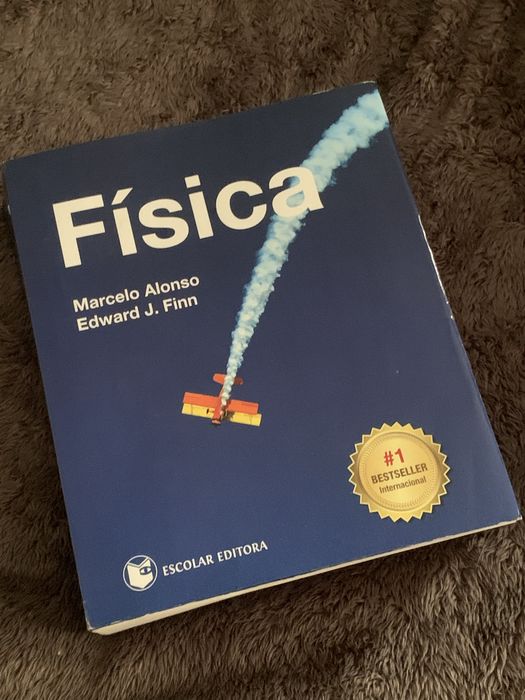 Física
Marcelo Alonso
Edward J. Finn
#1
BESTSELLER
Internacional
ESCOLAR EDITORA